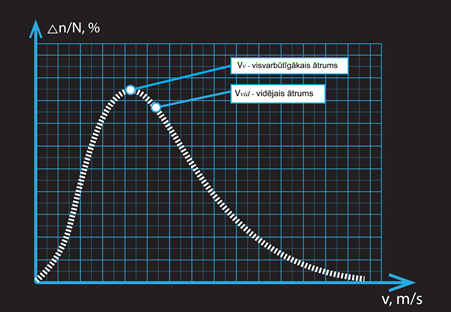 △n/N, %
Vv - visvarbūtīgākais ātrums
Vvid - vidējais ātrums
v, m/s